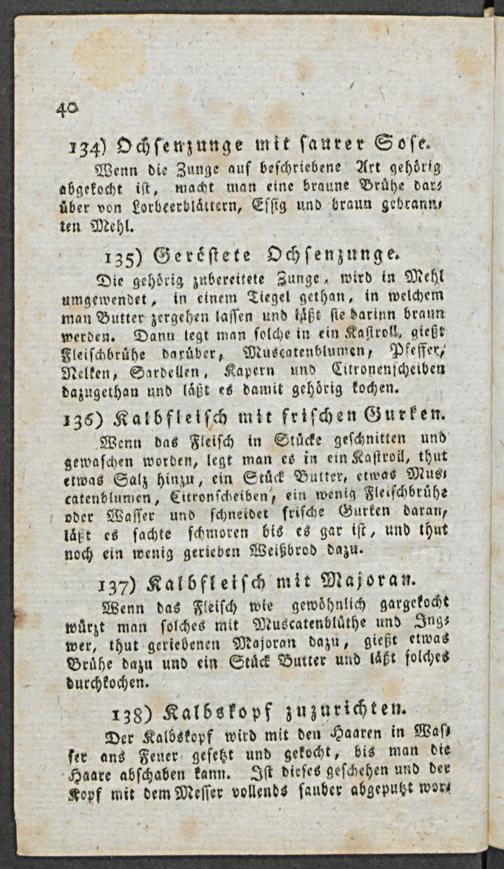 40
134) Ochsenzunge mit saurer Sose.
Wenn die Zunge auf beschriebene Art gehörig
abgekocht ist, macht man eine braune Brühe dar-
über von Lorbeerblättern, Essig und braun gebrann-
ten Mehl.
135) Geröstete Ochsenzunge.
Die gehörig zubereitete Zunge, wird in Mehl
umgewendet, in einem Tiegel gethan, in welchem
man Butter zergehen lassen und läßt sie darinn braun
werden. Dann legt man solche in ein Kastroll, gießt
Fleischbrühe darüber, Muscatenblumen, Pfeffer,
Nelken, Sardellen, Kapern und Citronenscheiben
dazugethan und läßt es damit gehörig kochen.
136) Kalbfleisch mit frischen Gurken.
Wenn das Fleisch in Stücke geschnitten und
gewaschen worden, legt man es in ein Kastroll, thut
etwas Salz hinzu, ein Stück Butter, etwas Mus-
catenblumen, Citronscheiben, ein wenig Fleischbrühe
oder Wasser und schneidet frische Gurken daran,
läßt es sachte schmoren bis es gar ist, und thut
noch ein wenig gerieben Weißbrod dazu.
137) Kalbfleisch mit Majoran.
Wenn das Fleisch wie gewöhnlich gargekocht
würzt man solches mit Muscatenblüthe und Ing-
wer, thut geriebenen Majoran dazu, gießt etwas
Brühe dazu und ein Stück Butter und läßt solches
durchkochen.
138) Kalbskopf zuzurichten.
Der Kalbskopf wird mit den Haaren in Was-
ser ans Feuer gesetzt und gekocht, bis man die
Haare abschaben kann. Ist dieses geschehen und der
Kopf mit dem Messer vollends sauber abgeputzt wor-